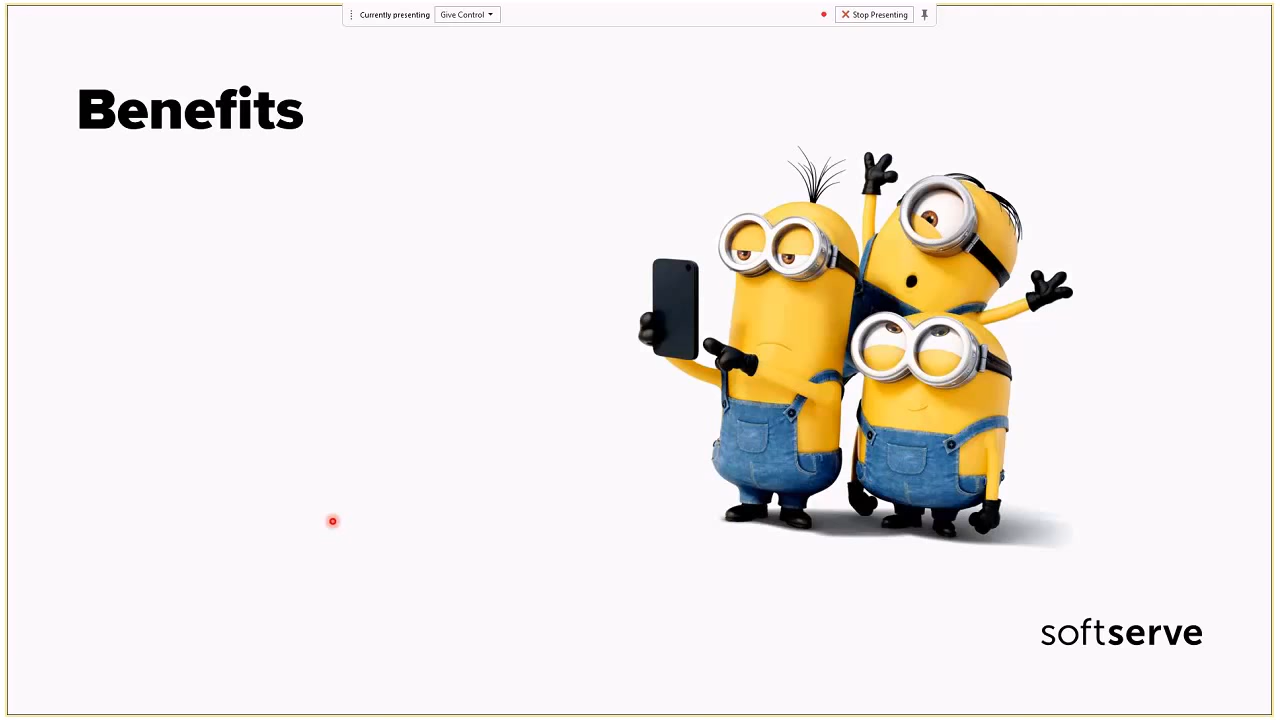 Currently presenting
Give Control
Stop Presenting
Benefits
softserve